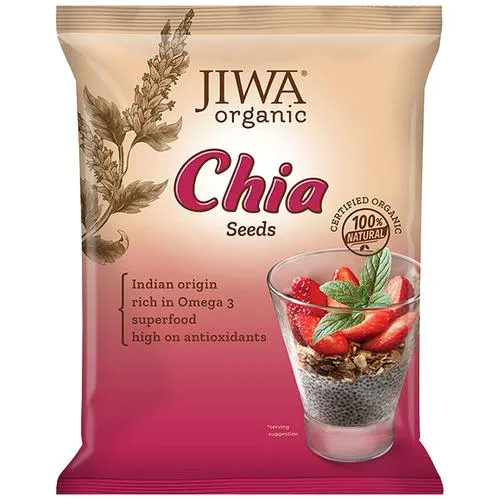 JIWA®
organic
Chia
Seeds
CERTIFIED ORGANIC
100%
NATURAL
Indian origin
rich in Omega 3
superfood
high on antioxidants
*serving
suggestion